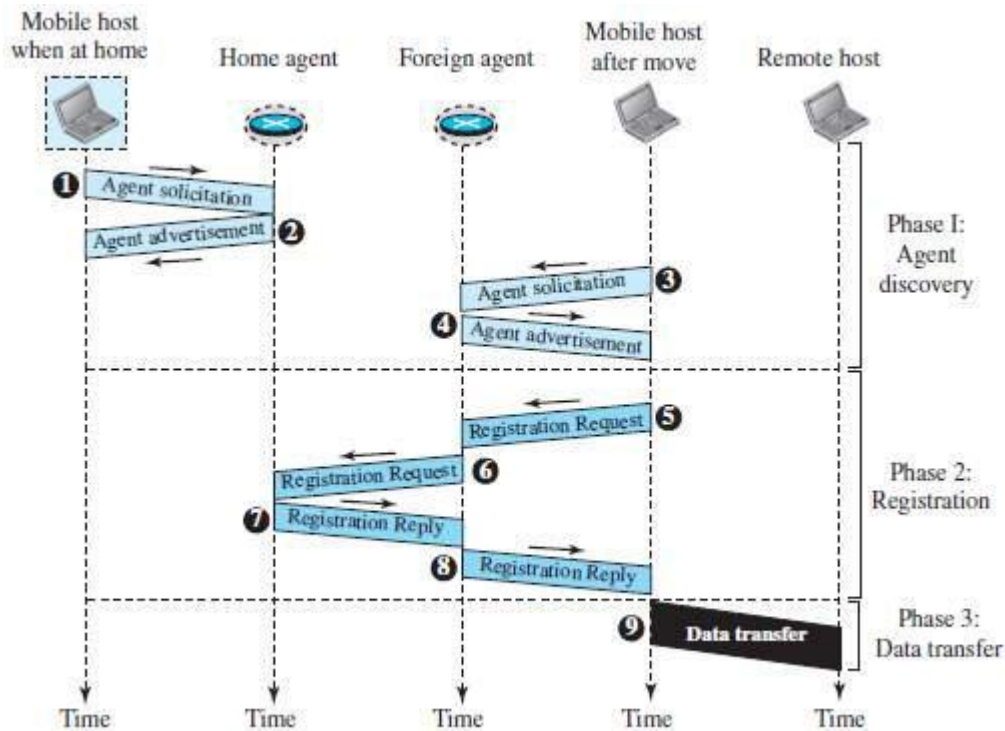 Mobile host
when at home
Home agent
Foreign agent
Mobile host
after move
Remote host
1
Agent solicitation
Agent advertisement
2
Agent solicitation
3
4
Agent advertisement
Phase I:
Agent
discovery
Registration Request
5
Registration Request
6
7
Registration Reply
8
Registration Reply
Phase 2:
Registration
9
Data transfer
Phase 3:
Data transfer
Time
Time
Time
Time
Time